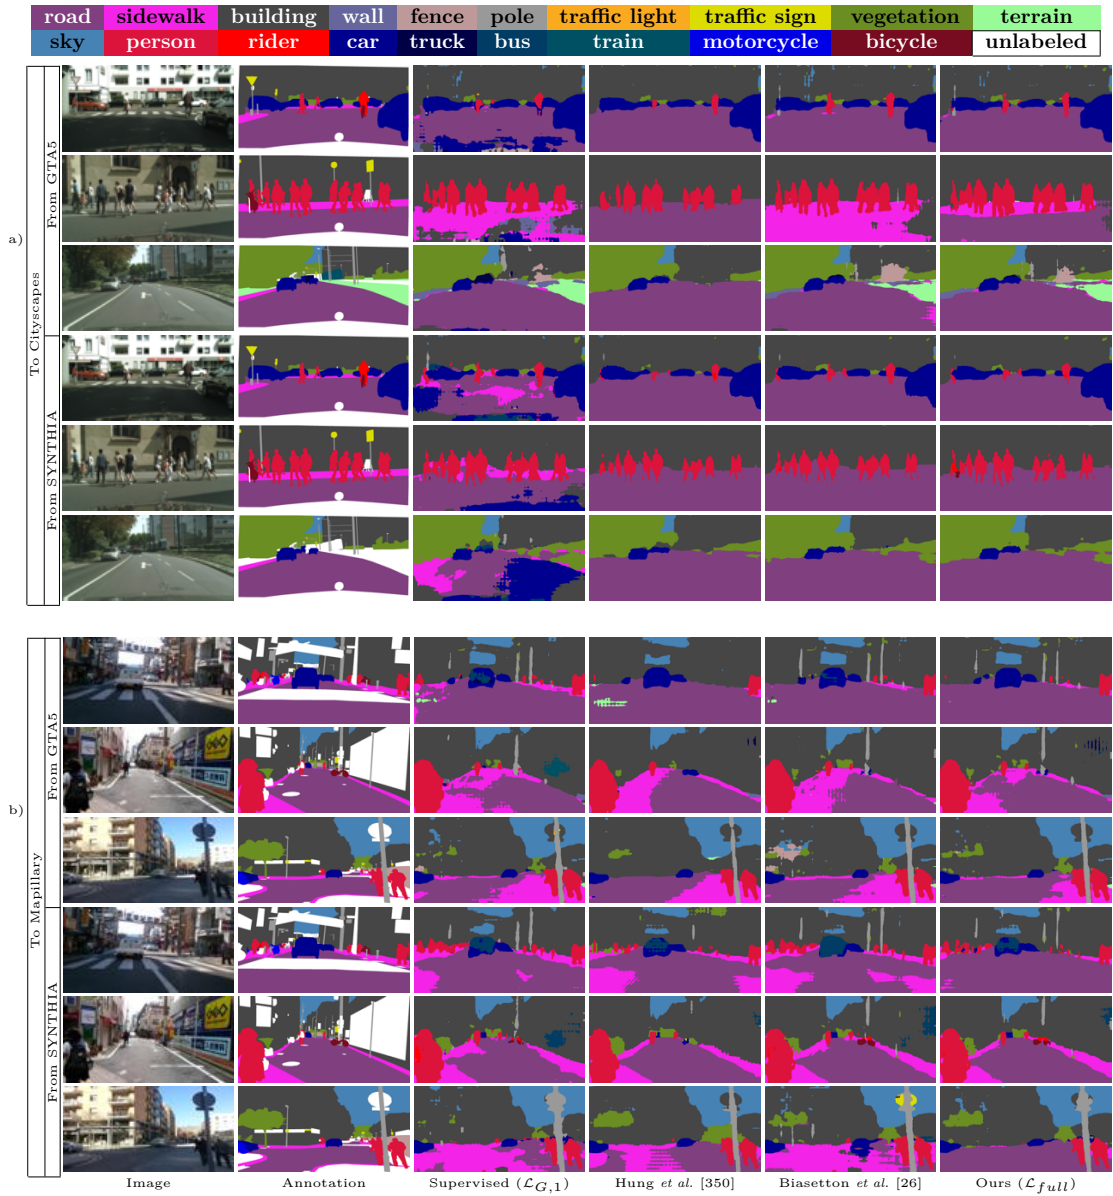 road sidewalk building wall fence pole traffic light traffic sign vegetation terrain
sky person rider car truck bus train motorcycle bicycle unlabeled
a)
To Cityscapes
From GTA5
From SYNTHIA
b)
To Mapillary
From GTA5
From SYNTHIA
Image Annotation Supervised (ℒG,1) Hung et al. [350] Biasetton et al. [26] Ours (ℒfull)